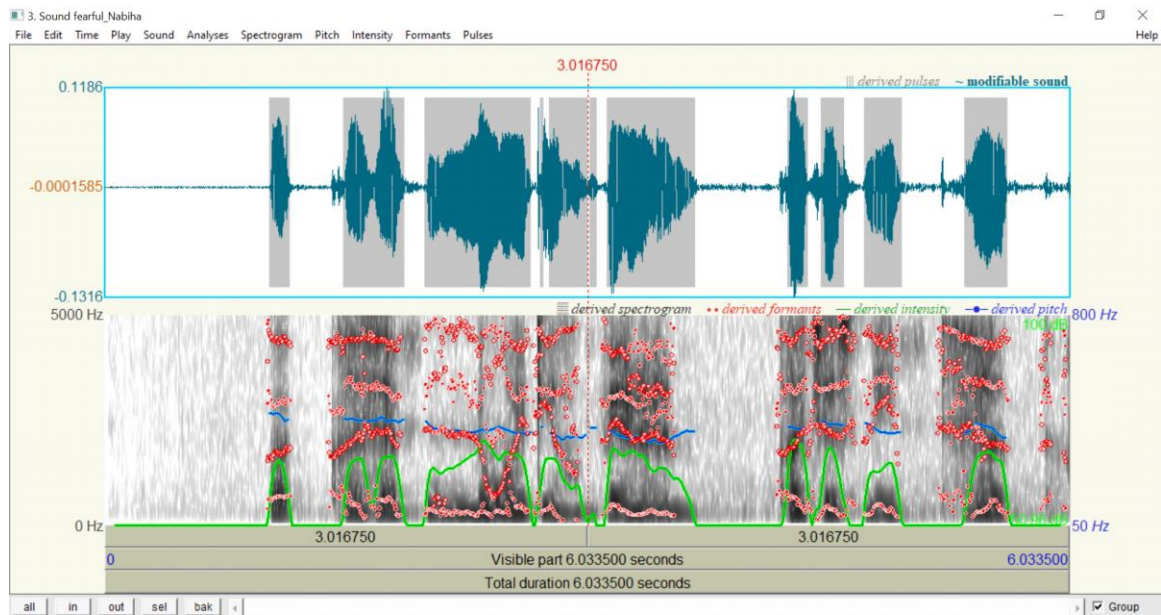 3. Sound fearful_Nabiha
File Edit Time Play Sound Analyses Spectrogram Pitch Intensity Formants Pulses Help
3.016750
derived pulses ~ modifiable sound
0.1186
-0.0001585
-0.1316
derived spectrogram derived formants derived intensity derived pitch
5000 Hz 100 dB 800 Hz
0 Hz 50 Hz
3.016750 3.016750
0 Visible part 6.033500 seconds 6.033500
Total duration 6.033500 seconds
all in out sel bak Group